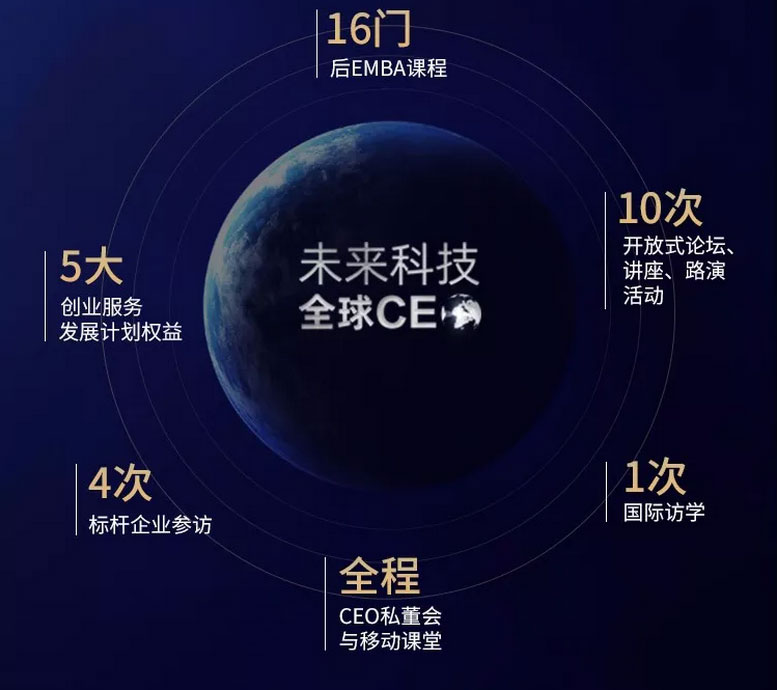 16门
后EMBA课程
10次
开放式论坛、
讲座、路演
活动
5大
创业服务
发展计划权益
未来科技
全球CEO
4次
标杆企业参访
1次
国际访学
全程
CEO私董会
与移动课堂